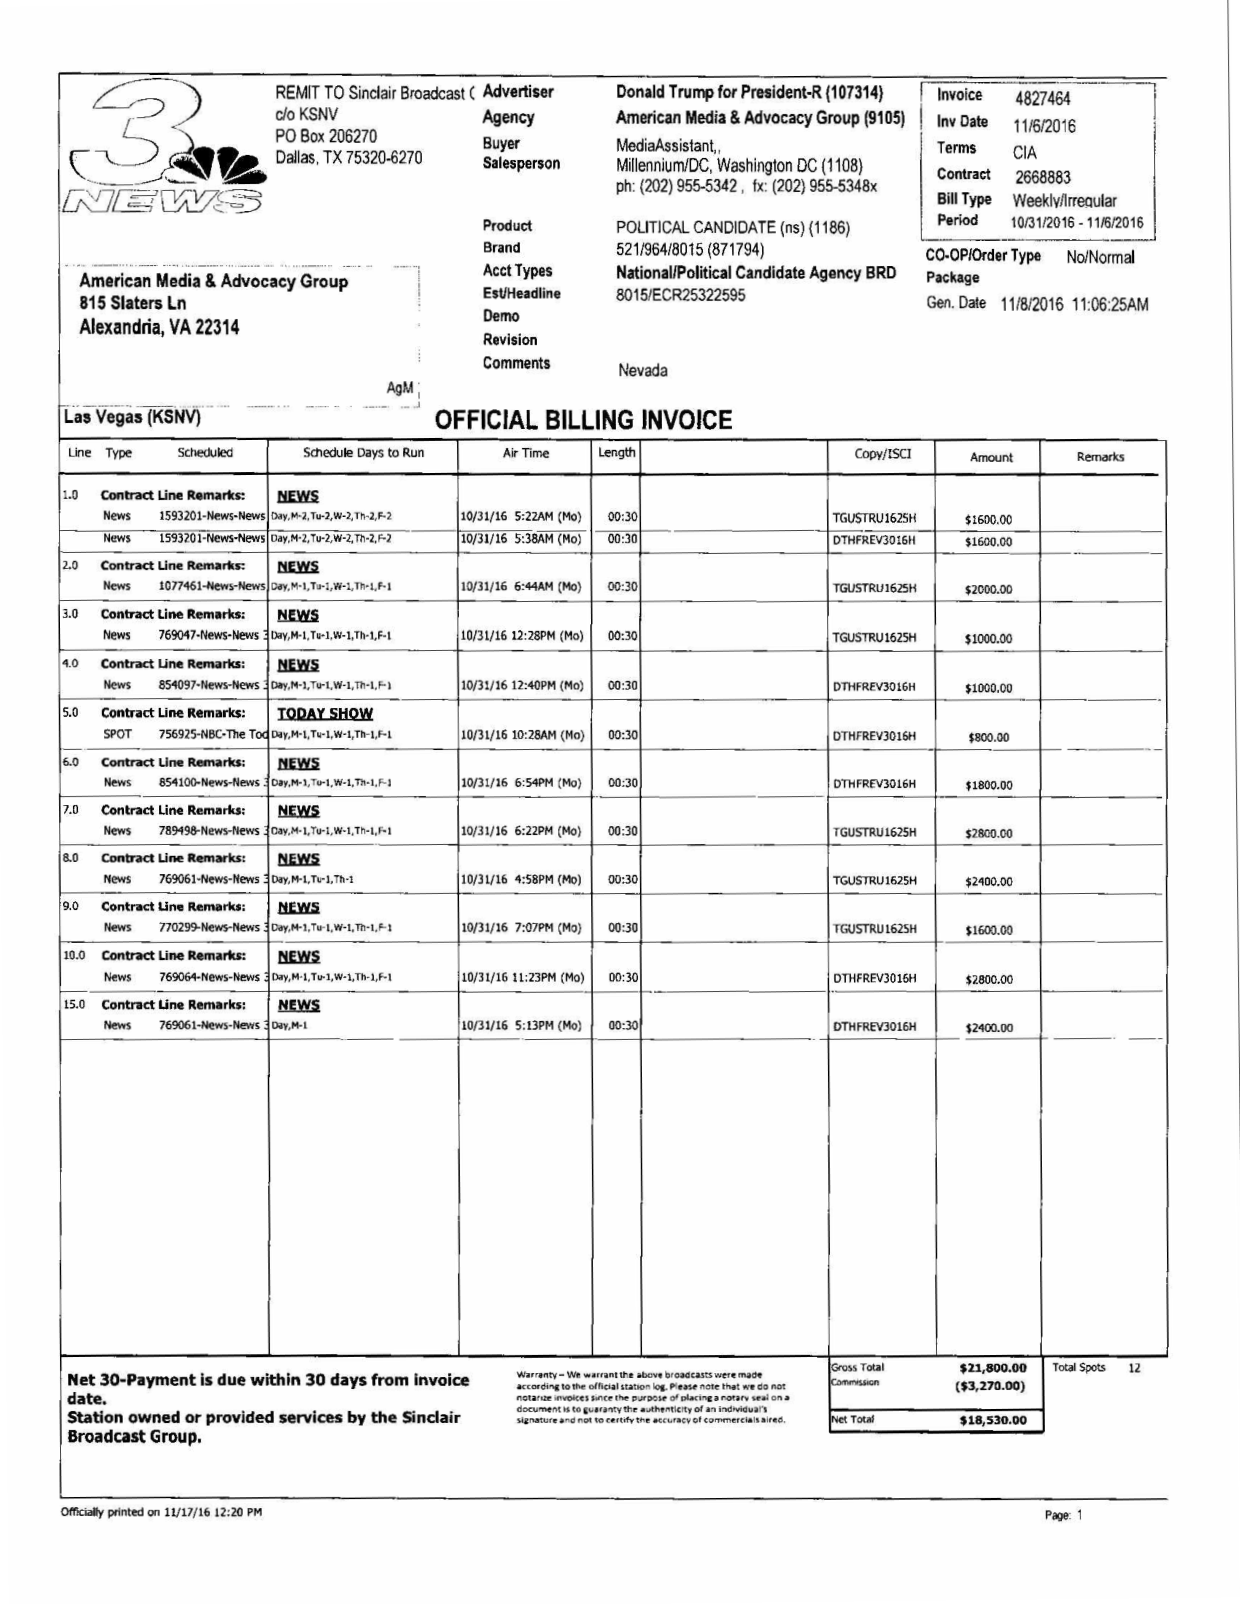 3
NEWS
REMIT TO Sinclair Broadcast (
c/o KSNV
PO Box 206270
Dallas, TX 75320-6270
American Media & Advocacy Group
815 Slaters Ln
Alexandria, VA 22314
AgM
Advertiser Donald Trump for President-R (107314)
Agency American Media & Advocacy Group (9105)
Buyer MediaAssistant,,
Salesperson Millennium/DC, Washington DC (1108)
ph: (202) 955-5342 , fx: (202) 955-5348x
Product POLITICAL CANDIDATE (ns) (1186)
Brand 521/964/8015 (871794)
Acct Types National/Political Candidate Agency BRD
Est/Headline 8015/ECR25322595
Demo
Revision
Comments Nevada
Invoice 4827464
Inv Date 11/6/2016
Terms CIA
Contract 2668883
Bill Type Weekly/Irregular
Period 10/31/2016 - 11/6/2016
CO-OP/Order Type No/Normal
Package
Gen. Date 11/8/2016 11:06:25AM
Las Vegas (KSNV) OFFICIAL BILLING INVOICE
Line Type Scheduled Schedule Days to Run Air Time Length Copy/ISCI Amount Remarks
1.0 Contract Line Remarks: NEWS
News 1593201-News-News Day,M-2,Tu-2,W-2,Th-2,F-2 10/31/16 5:22AM (Mo) 00:30 TGUSTRU1625H $1600.00
News 1593201-News-News Day,M-2,Tu-2,W-2,Th-2,F-2 10/31/16 5:38AM (Mo) 00:30 DTHFREV3016H $1600.00
2.0 Contract Line Remarks: NEWS
News 1077461-News-News Day,M-1,Tu-1,W-1,Th-1,F-1 10/31/16 6:44AM (Mo) 00:30 TGUSTRU1625H $2000.00
3.0 Contract Line Remarks: NEWS
News 769047-News-News 3 Day,M-1,Tu-1,W-1,Th-1,F-1 10/31/16 12:28PM (Mo) 00:30 TGUSTRU1625H $1000.00
4.0 Contract Line Remarks: NEWS
News 854097-News-News 3 Day,M-1,Tu-1,W-1,Th-1,F-1 10/31/16 12:40PM (Mo) 00:30 DTHFREV3016H $1000.00
5.0 Contract Line Remarks: TODAY SHOW
SPOT 756925-NBC-The Tod Day,M-1,Tu-1,W-1,Th-1,F-1 10/31/16 10:28AM (Mo) 00:30 DTHFREV3016H $800.00
6.0 Contract Line Remarks: NEWS
News 854100-News-News 3 Day,M-1,Tu-1,W-1,Th-1,F-1 10/31/16 6:54PM (Mo) 00:30 DTHFREV3016H $1800.00
7.0 Contract Line Remarks: NEWS
News 789498-News-News 3 Day,M-1,Tu-1,W-1,Th-1,F-1 10/31/16 6:22PM (Mo) 00:30 TGUSTRU1625H $2800.00
8.0 Contract Line Remarks: NEWS
News 769061-News-News 3 Day,M-1,Tu-1,Th-1 10/31/16 4:58PM (Mo) 00:30 TGUSTRU1625H $2400.00
9.0 Contract Line Remarks: NEWS
News 770299-News-News 3 Day,M-1,Tu-1,W-1,Th-1,F-1 10/31/16 7:07PM (Mo) 00:30 TGUSTRU1625H $1600.00
10.0 Contract Line Remarks: NEWS
News 769064-News-News 3 Day,M-1,Tu-1,W-1,Th-1,F-1 10/31/16 11:23PM (Mo) 00:30 DTHFREV3016H $2800.00
15.0 Contract Line Remarks: NEWS
News 769061-News-News 3 Day,M-1 10/31/16 5:13PM (Mo) 00:30 DTHFREV3016H $2400.00
Net 30-Payment is due within 30 days from invoice
date.
Station owned or provided services by the Sinclair
Broadcast Group.
Warranty – We warrant the above broadcasts were made
according to the official station log. Please note that we do not
notarize invoices since the purpose of placing a notary seal on a
document is to guaranty the authenticity of an individual's
signature and not to certify the accuracy of commercials aired.
Gross Total $21,800.00 Total Spots 12
Commission ($3,270.00)
Net Total $18,530.00
Officially printed on 11/17/16 12:20 PM Page: 1